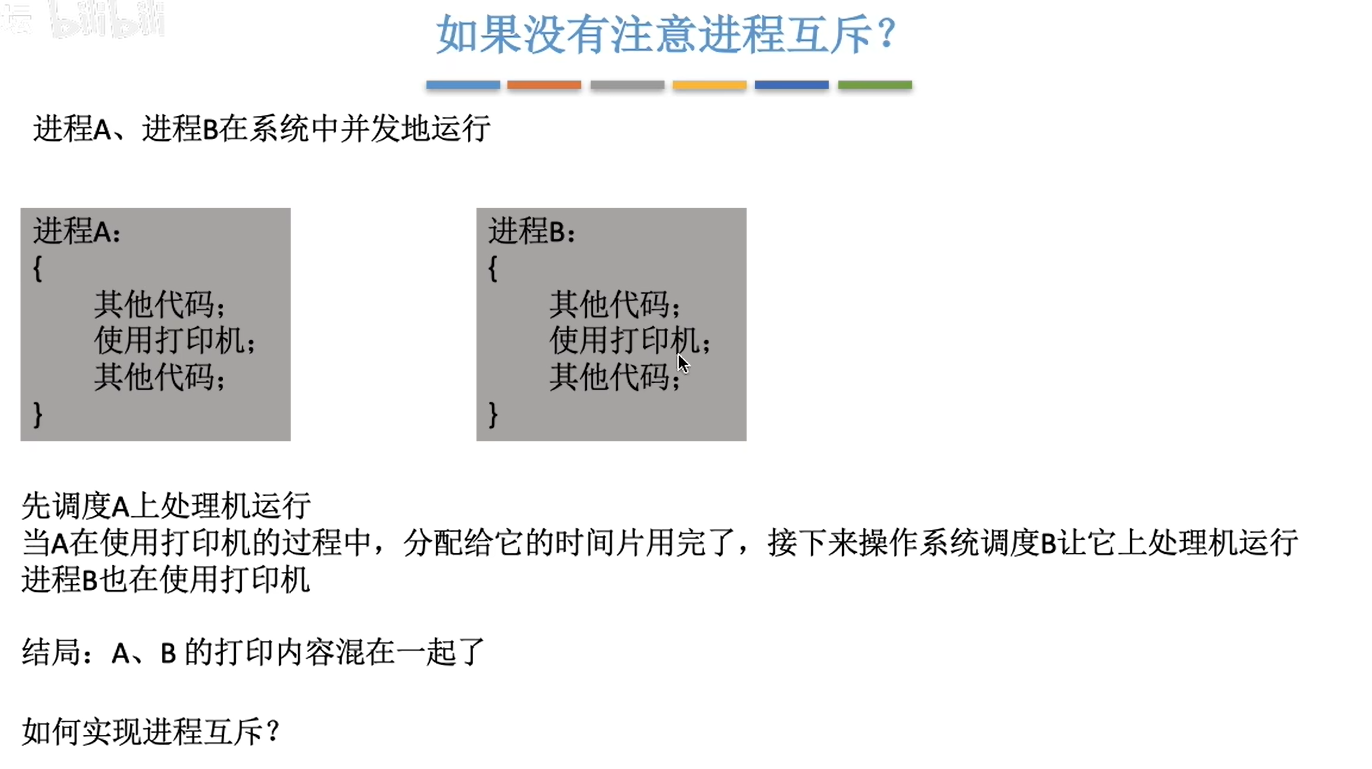 坛 bilibili
如果没有注意进程互斥？
进程A、进程B在系统中并发地运行
进程A：
{
其他代码；
使用打印机；
其他代码；
}
进程B：
{
其他代码；
使用打印机；
其他代码；
}
先调度A上处理机运行
当A在使用打印机的过程中，分配给它的时间片用完了，接下来操作系统调度B让它上处理机运行
进程B也在使用打印机
结局：A、B 的打印内容混在一起了
如何实现进程互斥？